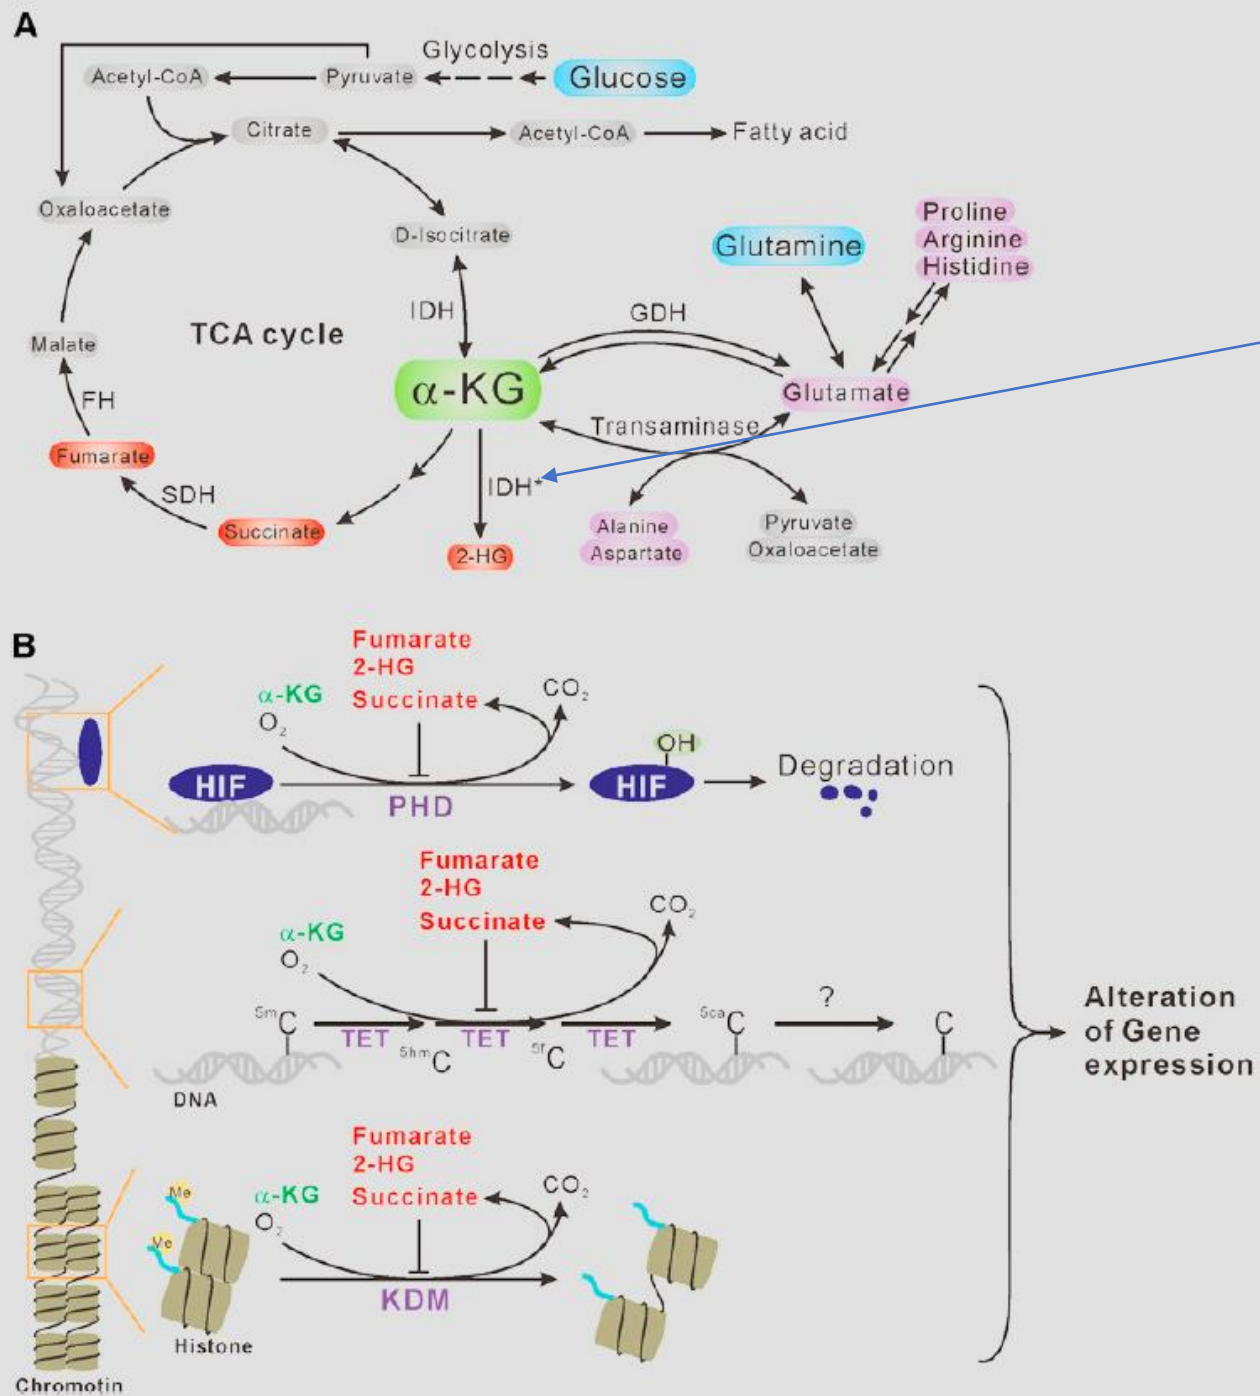 A
Glycolysis
Acetyl-CoA
Pyruvate
Glucose
Citrate
Acetyl-CoA
Fatty acid
Oxaloacetate
D-Isocitrate
Glutamine
Proline
Arginine
Histidine
IDH
GDH
Malate
TCA cycle
α-KG
Glutamate
FH
Transaminase
Fumarate
SDH
IDH*
Succinate
2-HG
Alanine
Aspartate
Pyruvate
Oxaloacetate
B
Fumarate
2-HG
Succinate
α-KG
O₂
CO₂
HIF
PHD
OH
HIF
Degradation
Fumarate
2-HG
Succinate
α-KG
O₂
CO₂
⁵ᵐC
TET
⁵ʰᵐC
TET
⁵ᶠC
TET
⁵ᶜᵃC
?
C
DNA
Alteration
of Gene
expression
Fumarate
2-HG
Succinate
α-KG
O₂
CO₂
Me
Me
KDM
Histone
Chromotin